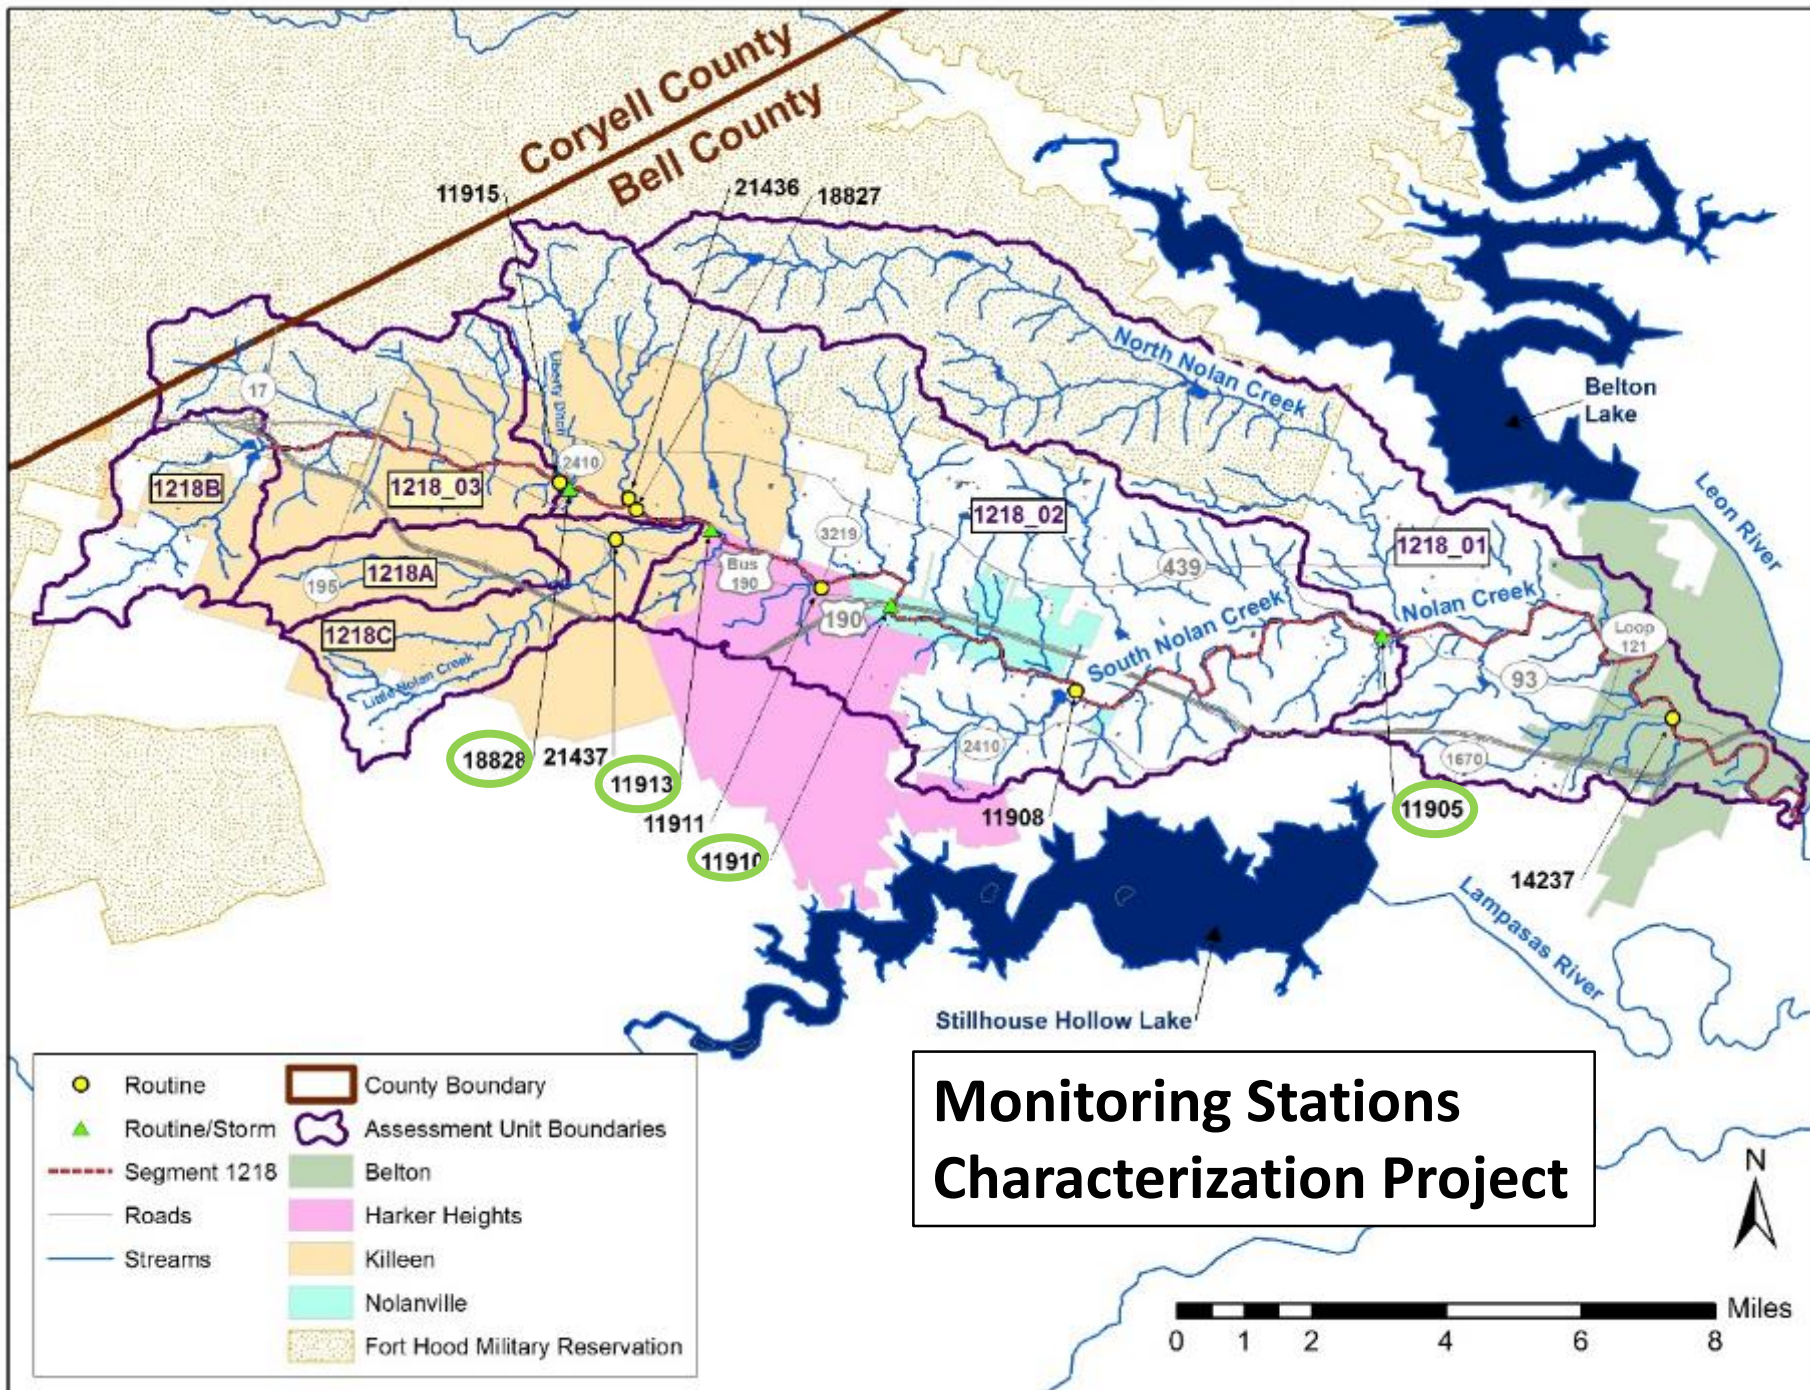 Coryell County
Bell County
11915
21436
18827
17
North Nolan Creek
Belton
Lake
Liberty Ditch
2410
1218B
1218_03
1218_02
1218_01
Leon River
3219
439
Bus
190
195
1218A
190
Nolan Creek
South Nolan Creek
Loop
121
1218C
Little Nolan Creek
93
2410
1670
18828
21437
11913
11911
11910
11908
11905
14237
Lampasas River
Stillhouse Hollow Lake
Monitoring Stations
Characterization Project
Routine
Routine/Storm
Segment 1218
Roads
Streams
County Boundary
Assessment Unit Boundaries
Belton
Harker Heights
Killeen
Nolanville
Fort Hood Military Reservation
N
Miles
0 1 2 4 6 8